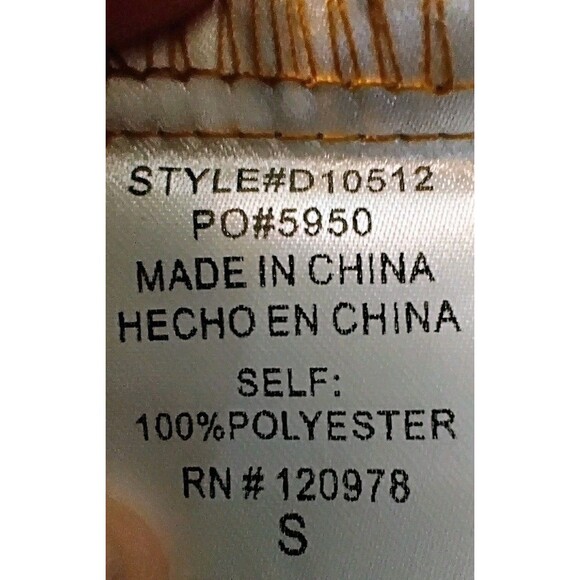 STYLE#D10512
PO#5950
MADE IN CHINA
HECHO EN CHINA
SELF:
100%POLYESTER
RN # 120978
S